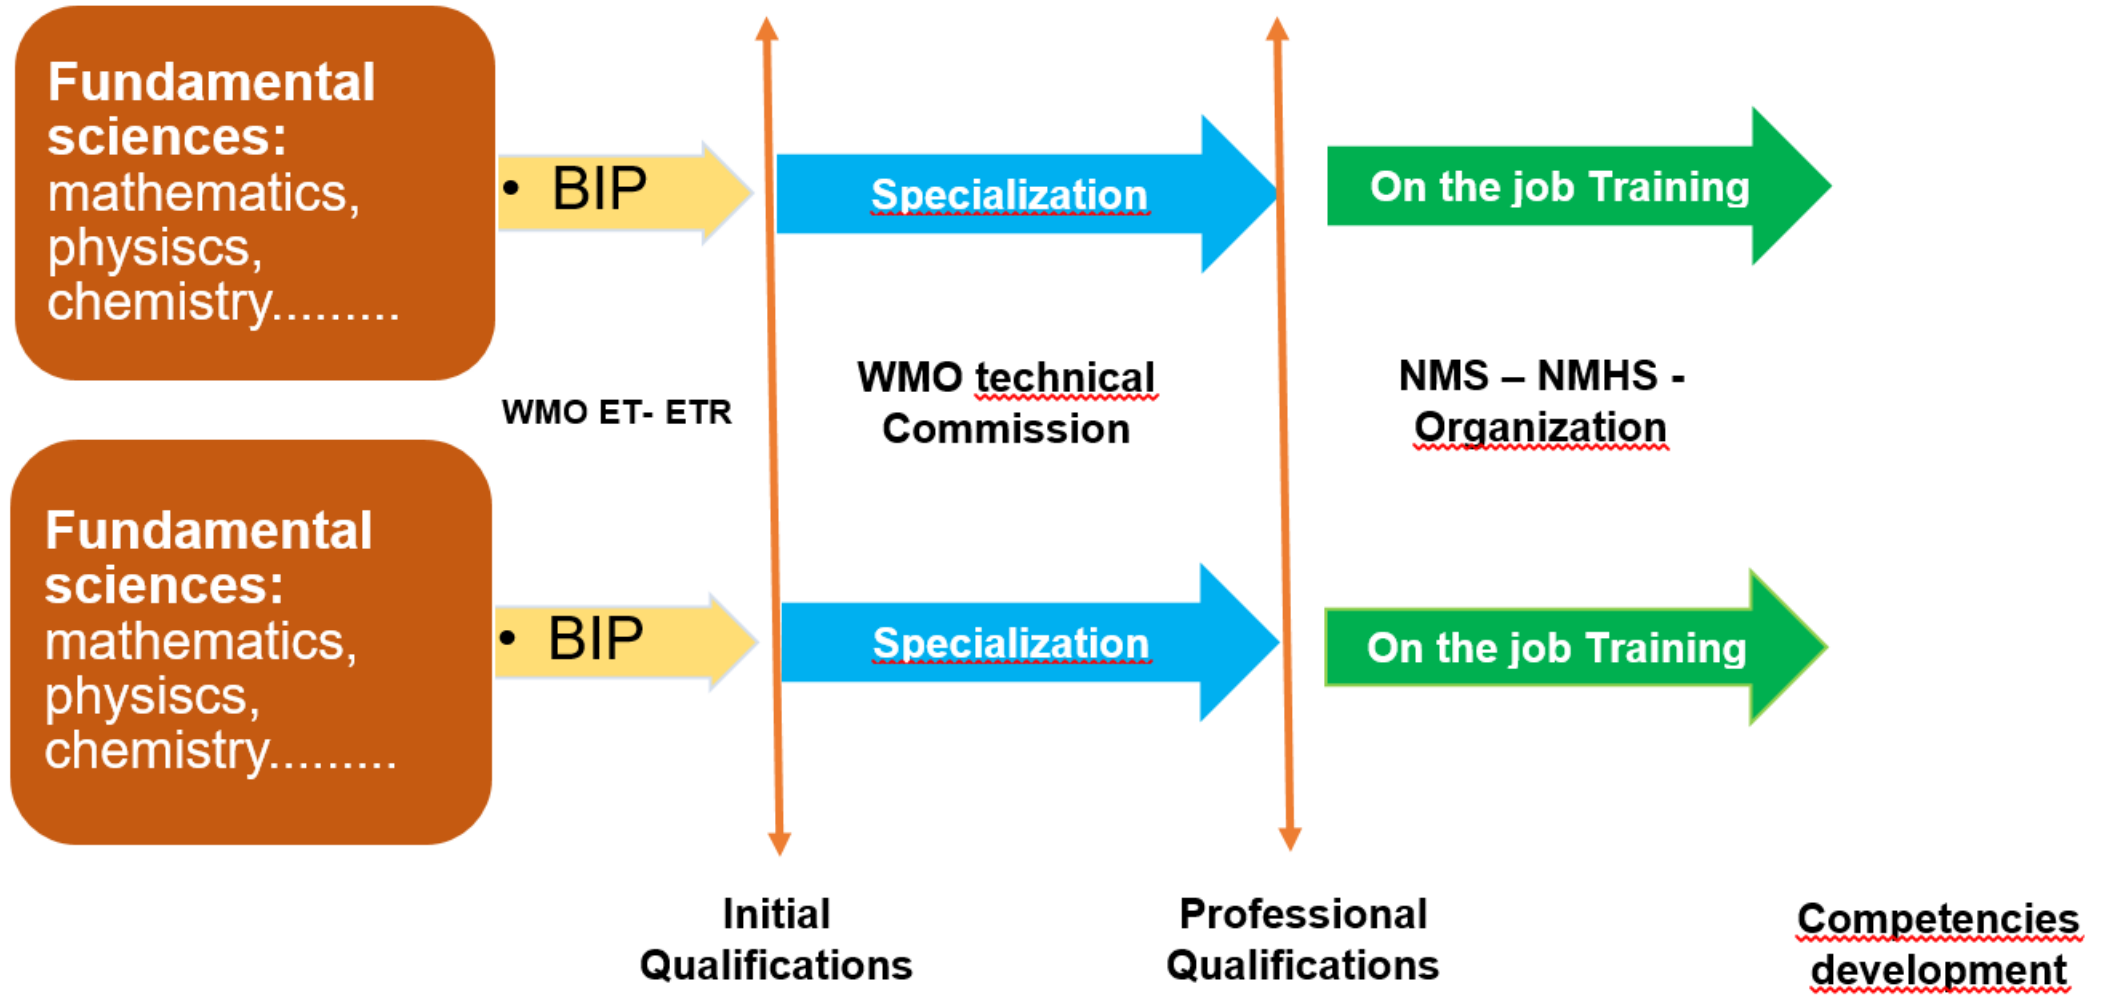 Fundamental
sciences:
mathematics,
physiscs,
chemistry.........
• BIP
Specialization
On the job Training
WMO ET- ETR
WMO technical
Commission
NMS – NMHS -
Organization
Fundamental
sciences:
mathematics,
physiscs,
chemistry.........
• BIP
Specialization
On the job Training
Initial
Qualifications
Professional
Qualifications
Competencies
development